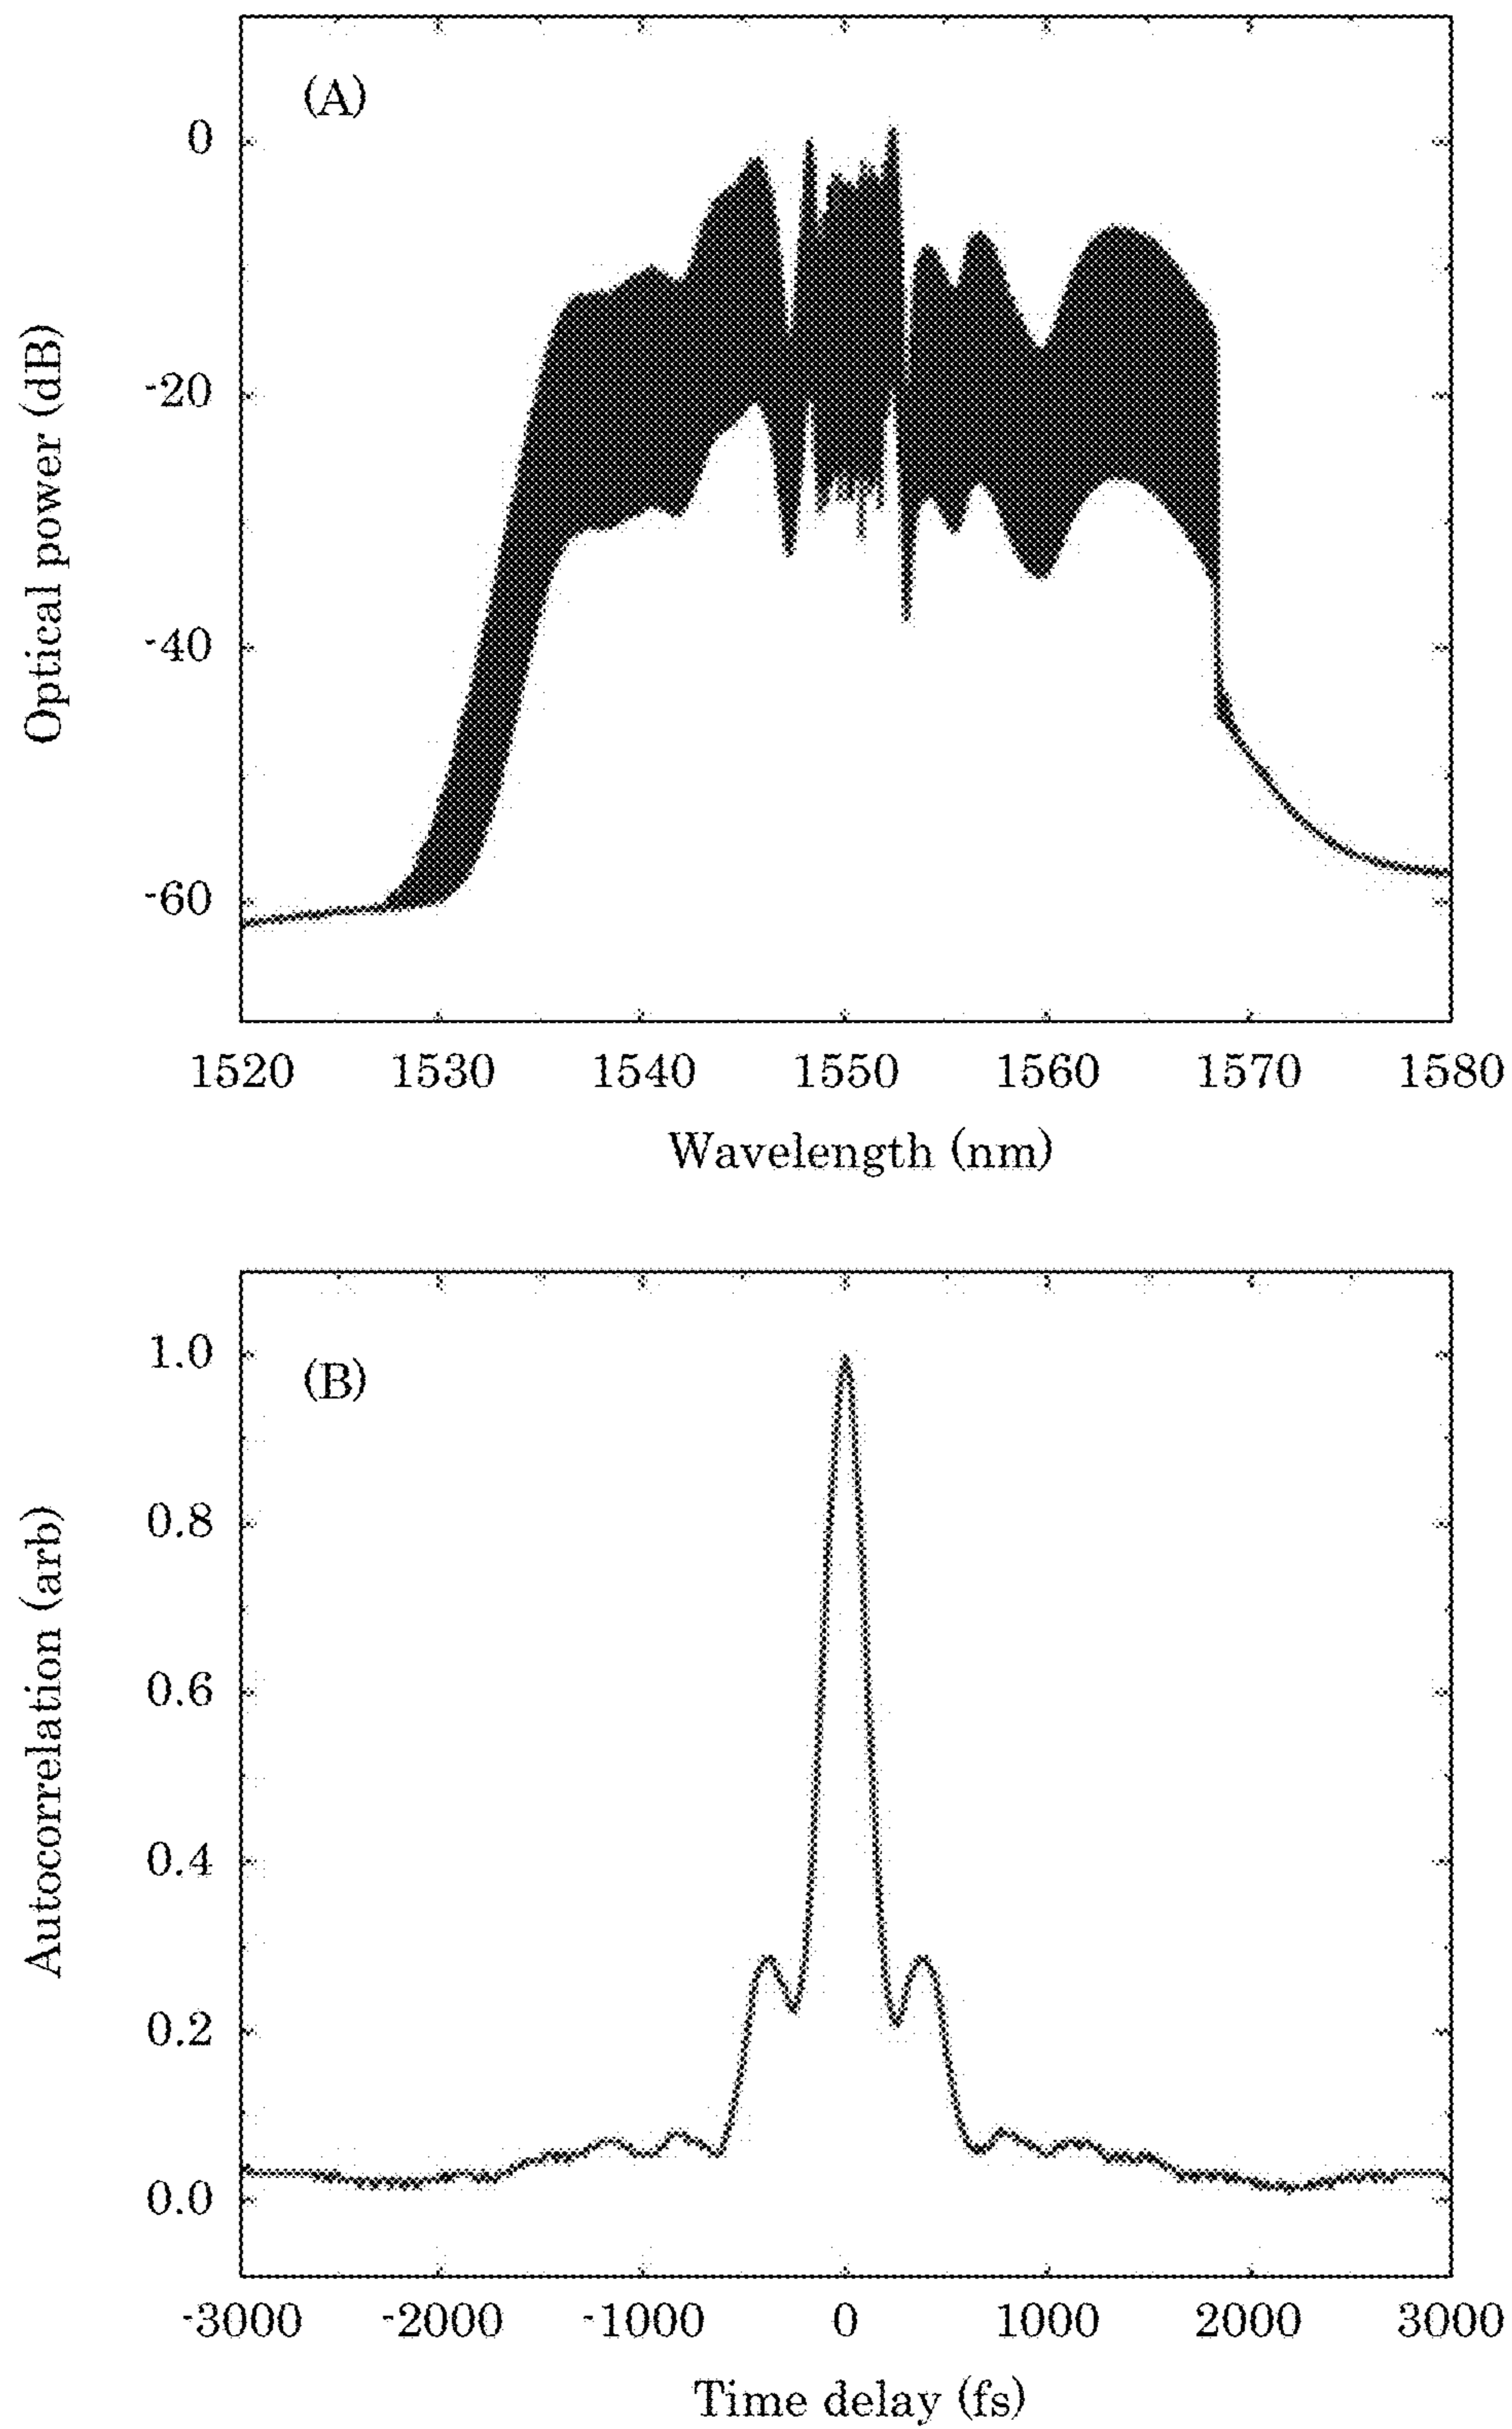 (A)
0
-20
-40
-60
Optical power (dB)
1520 1530 1540 1550 1560 1570 1580
Wavelength (nm)
(B)
1.0
0.8
0.6
0.4
0.2
0.0
Autocorrelation (arb)
-3000 -2000 -1000 0 1000 2000 3000
Time delay (fs)